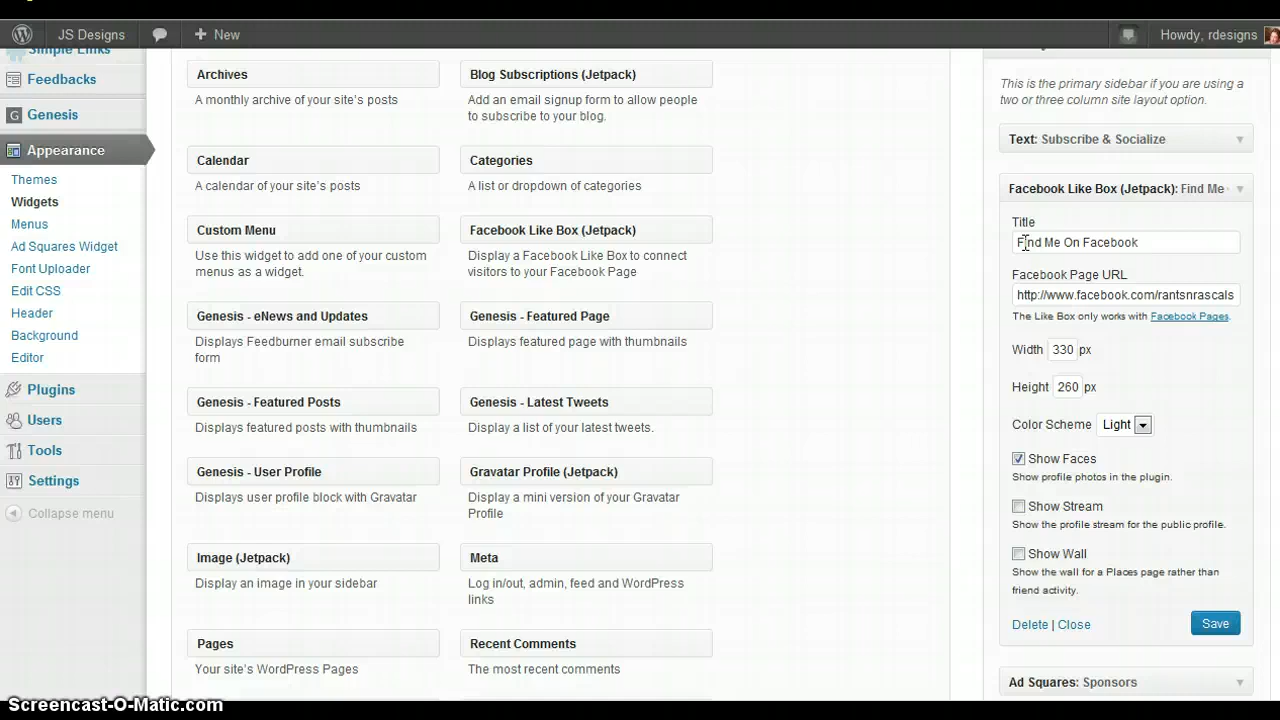 JS Designs
New
Howdy, rdesigns
Simple Links
Feedbacks
Genesis
Appearance
Themes
Widgets
Menus
Ad Squares Widget
Font Uploader
Edit CSS
Header
Background
Editor
Plugins
Users
Tools
Settings
Collapse menu
Archives
A monthly archive of your site's posts
Blog Subscriptions (Jetpack)
Add an email signup form to allow people
to subscribe to your blog.
Calendar
A calendar of your site's posts
Categories
A list or dropdown of categories
Custom Menu
Use this widget to add one of your custom
menus as a widget.
Facebook Like Box (Jetpack)
Display a Facebook Like Box to connect
visitors to your Facebook Page
Genesis - eNews and Updates
Displays Feedburner email subscribe
form
Genesis - Featured Page
Displays featured page with thumbnails
Genesis - Featured Posts
Displays featured posts with thumbnails
Genesis - Latest Tweets
Display a list of your latest tweets.
Genesis - User Profile
Displays user profile block with Gravatar
Gravatar Profile (Jetpack)
Display a mini version of your Gravatar
Profile
Image (Jetpack)
Display an image in your sidebar
Meta
Log in/out, admin, feed and WordPress
links
Pages
Your site's WordPress Pages
Recent Comments
The most recent comments
This is the primary sidebar if you are using a
two or three column site layout option.
Text: Subscribe & Socialize
Facebook Like Box (Jetpack): Find Me
Title
Find Me On Facebook
Facebook Page URL
http://www.facebook.com/rantsnrascals
The Like Box only works with Facebook Pages.
Width 330 px
Height 260 px
Color Scheme Light
Show Faces
Show profile photos in the plugin.
Show Stream
Show the profile stream for the public profile.
Show Wall
Show the wall for a Places page rather than
friend activity.
Delete | Close
Save
Ad Squares: Sponsors
Screencast-O-Matic.com